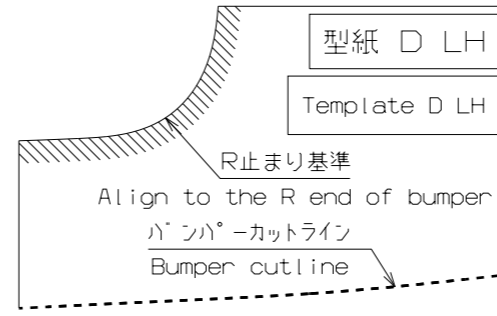 型紙 D LH
Template D LH
R止まり基準
Align to the R end of bumper
バンパーカットライン
Bumper cutline